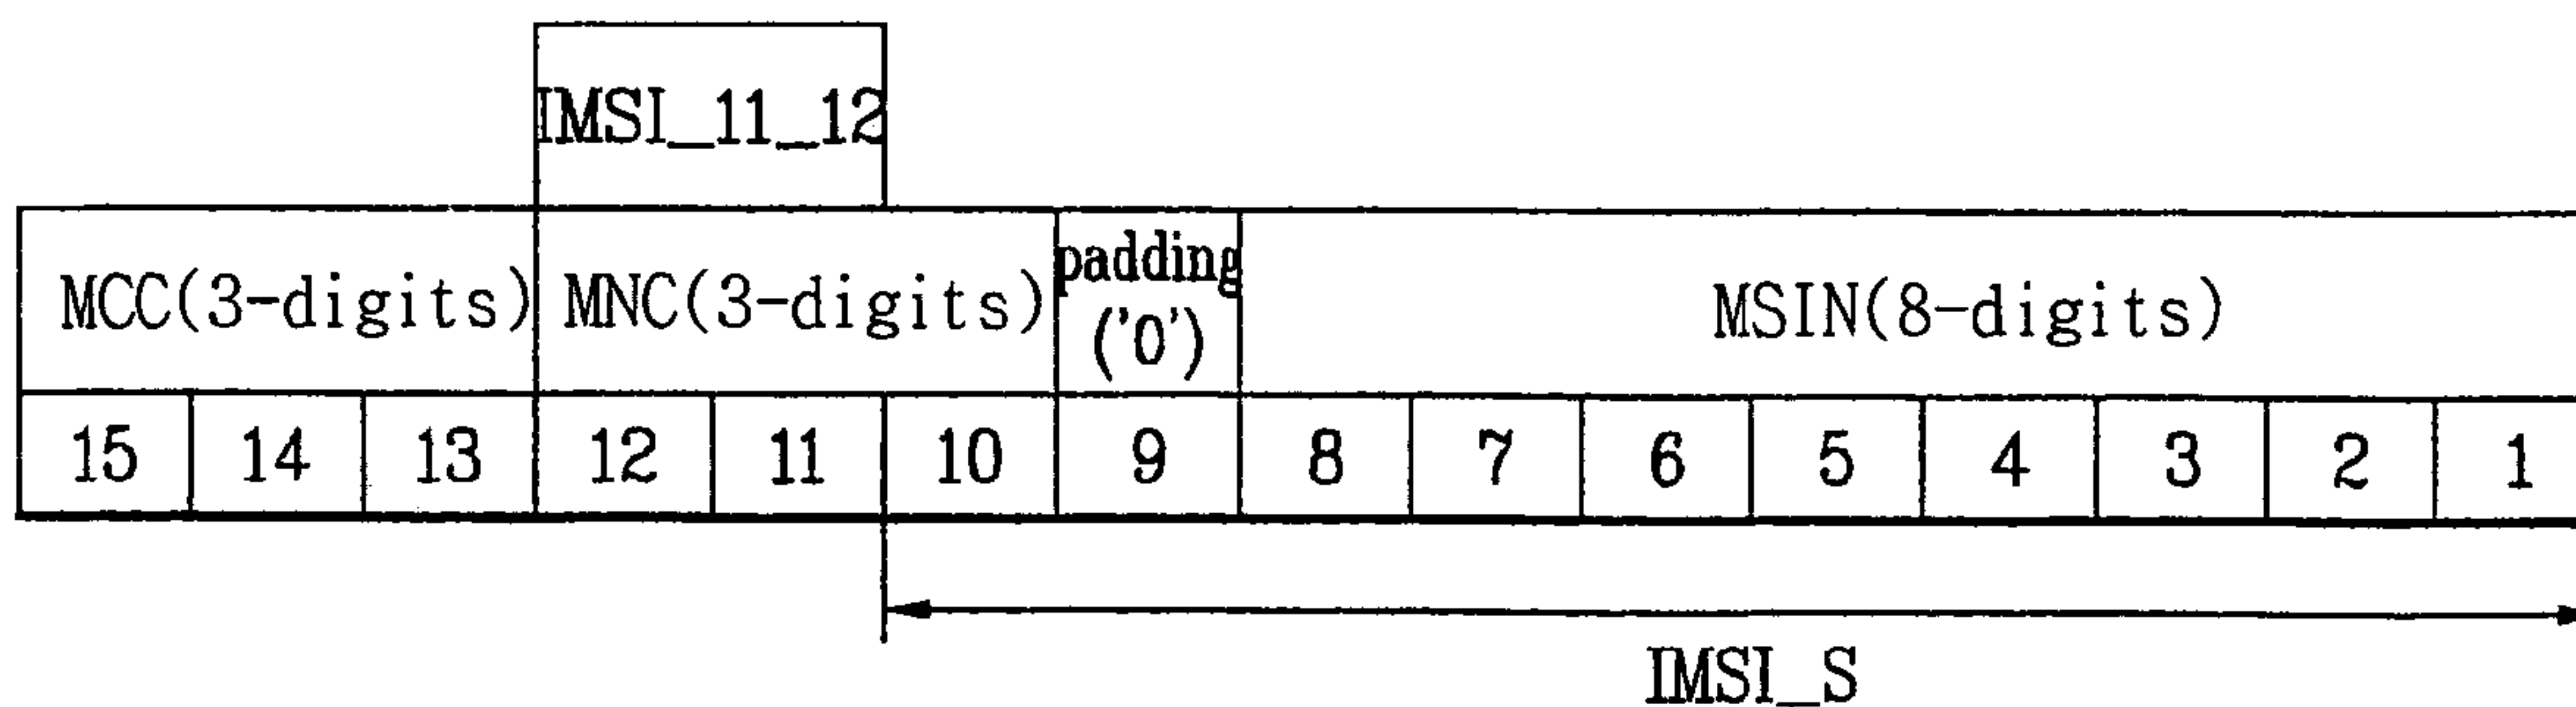 IMSI_11_12
MCC(3-digits) MNC(3-digits) padding ('0') MSIN(8-digits)
15 14 13 12 11 10 9 8 7 6 5 4 3 2 1
IMSI_S